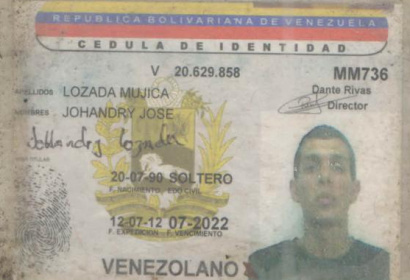 REPUBLICA BOLIVARIANA DE VENEZUELA
CEDULA DE IDENTIDAD
V 20.629.858 MM736
Dante Rivas
Director
APELLIDOS LOZADA MUJICA
NOMBRES JOHANDRY JOSE
Johandry Lozada
20-07-90 SOLTERO
F. NACIMIENTO EDO CIVIL
12-07-12 07-2022
F. EXPEDICION F. VENCIMIENTO
VENEZOLANO